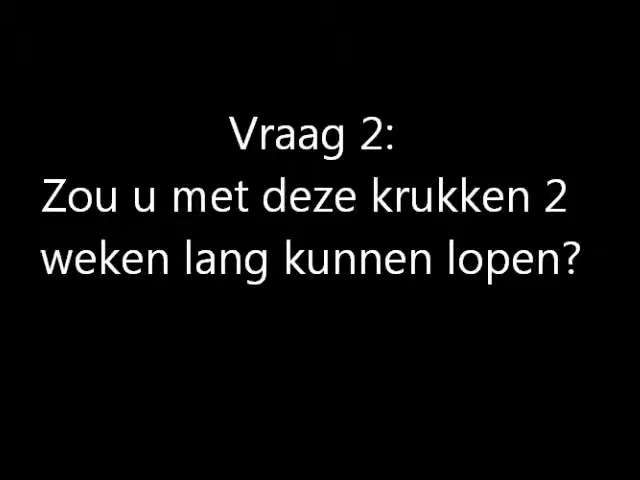 Vraag 2:
Zou u met deze krukken 2
weken lang kunnen lopen?